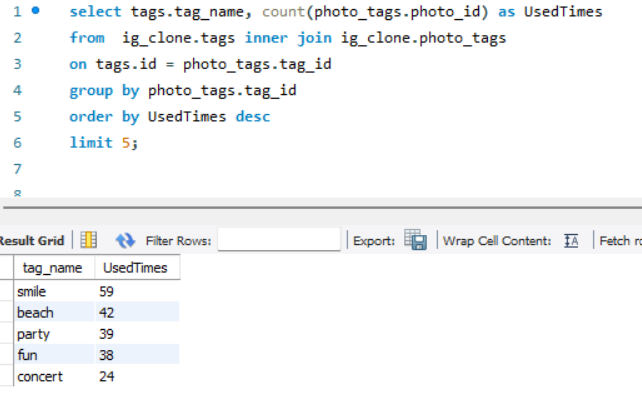 1 select tags.tag_name, count(photo_tags.photo_id) as UsedTimes
2 from ig_clone.tags inner join ig_clone.photo_tags
3 on tags.id = photo_tags.tag_id
4 group by photo_tags.tag_id
5 order by UsedTimes desc
6 limit 5;
7
8
Result Grid Filter Rows: Export: Wrap Cell Content: IA Fetch ro
tag_name UsedTimes
smile 59
beach 42
party 39
fun 38
concert 24